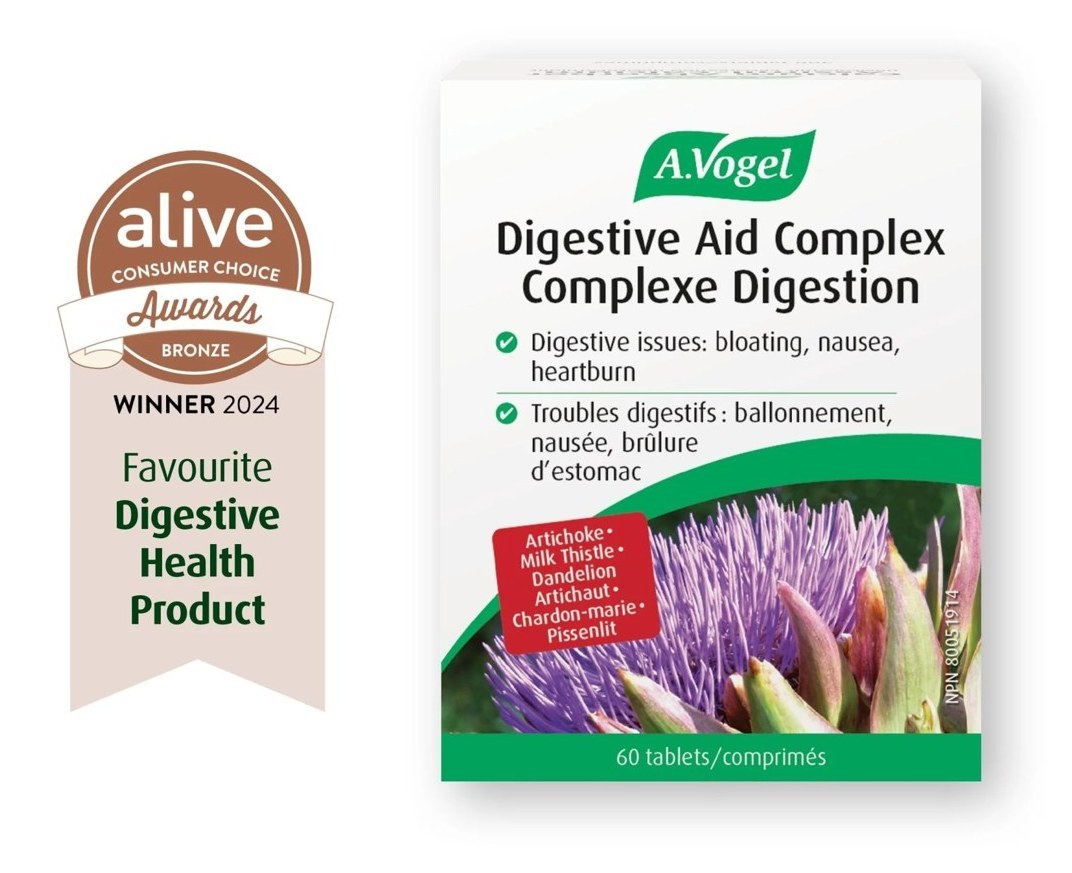 alive
CONSUMER CHOICE
Awards
BRONZE
WINNER 2024
Favourite
Digestive
Health
Product
A.Vogel
Digestive Aid Complex
Complexe Digestion
Digestive issues: bloating, nausea,
heartburn
Troubles digestifs : ballonnement,
nausée, brûlure
d'estomac
Artichoke •
Milk Thistle •
Dandelion
Artichaut •
Chardon-marie •
Pissenlit
NPN 80051914
60 tablets/comprimés